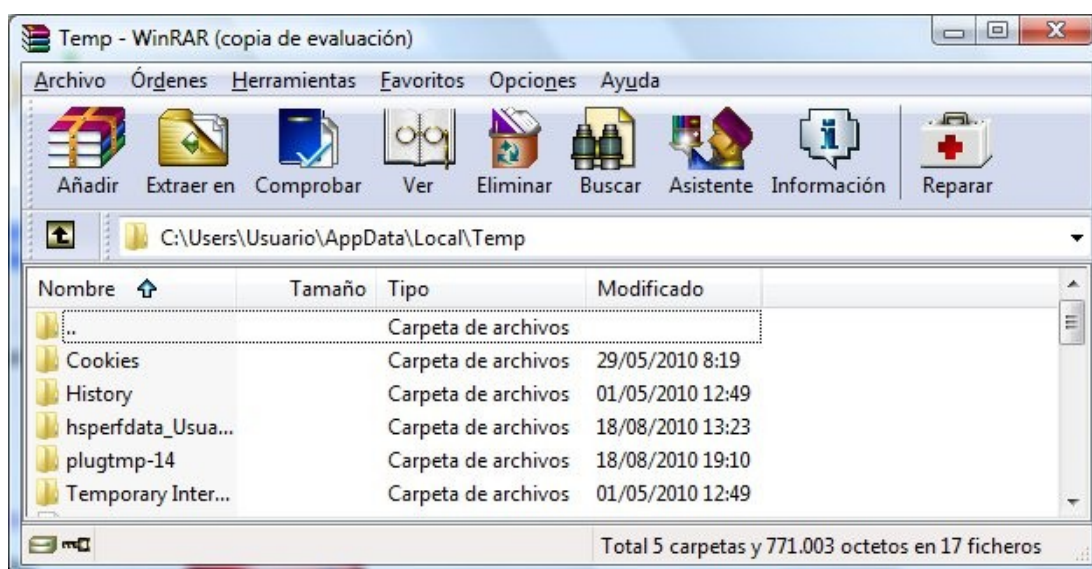 Temp - WinRAR (copia de evaluación)
Archivo Órdenes Herramientas Favoritos Opciones Ayuda
Añadir Extraer en Comprobar Ver Eliminar Buscar Asistente Información Reparar
C:\Users\Usuario\AppData\Local\Temp
Nombre Tamaño Tipo Modificado
.. Carpeta de archivos
Cookies Carpeta de archivos 29/05/2010 8:19
History Carpeta de archivos 01/05/2010 12:49
hsperfdata_Usua... Carpeta de archivos 18/08/2010 13:23
plugtmp-14 Carpeta de archivos 18/08/2010 19:10
Temporary Inter... Carpeta de archivos 01/05/2010 12:49
Total 5 carpetas y 771.003 octetos en 17 ficheros